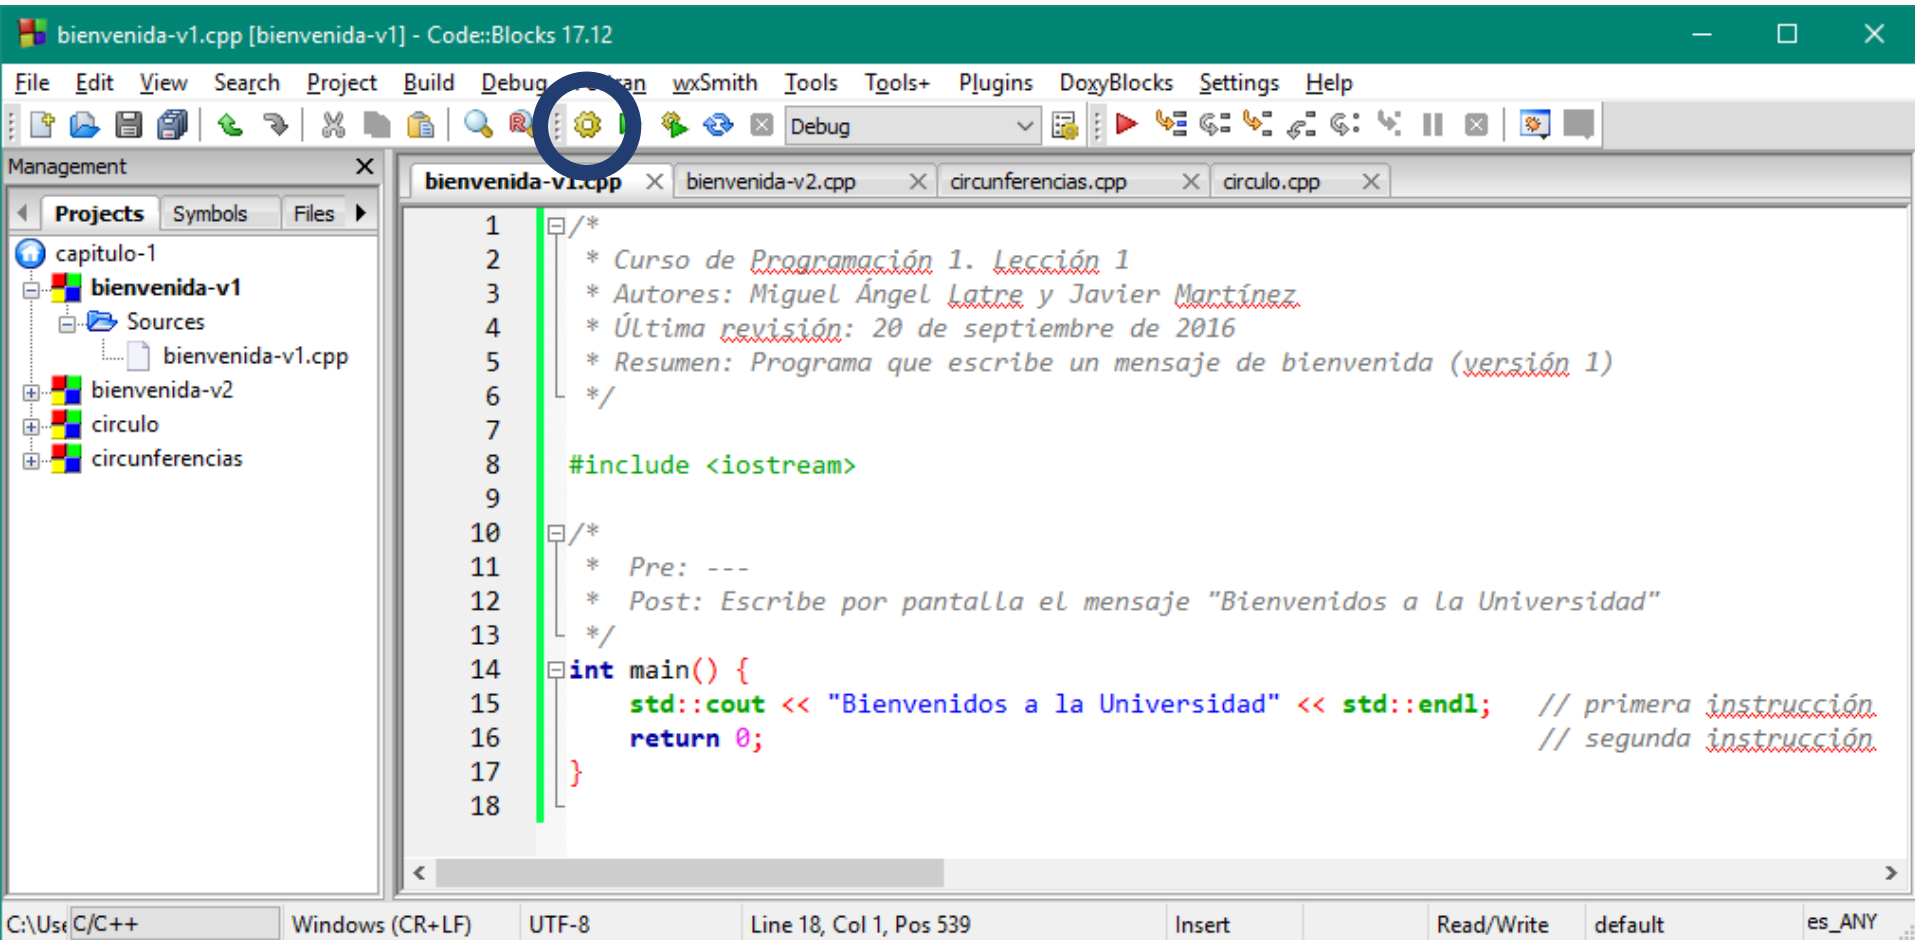 bienvenida-v1.cpp [bienvenida-v1] - Code::Blocks 17.12
File Edit View Search Project Build Debug wxSmith Tools Tools+ Plugins DoxyBlocks Settings Help
Debug
Management
Projects Symbols Files
capitulo-1
bienvenida-v1
Sources
bienvenida-v1.cpp
bienvenida-v2
circulo
circunferencias
bienvenida-v1.cpp bienvenida-v2.cpp circunferencias.cpp circulo.cpp
1 /*
2 * Curso de Programación 1. Lección 1
3 * Autores: Miguel Ángel Latre y Javier Martínez
4 * Última revisión: 20 de septiembre de 2016
5 * Resumen: Programa que escribe un mensaje de bienvenida (versión 1)
6 */
7
8 #include <iostream>
9
10 /*
11 * Pre: ---
12 * Post: Escribe por pantalla el mensaje "Bienvenidos a la Universidad"
13 */
14 int main() {
15 std::cout << "Bienvenidos a la Universidad" << std::endl; // primera instrucción
16 return 0; // segunda instrucción
17 }
18
C:\Use C/C++ Windows (CR+LF) UTF-8 Line 18, Col 1, Pos 539 Insert Read/Write default es_ANY